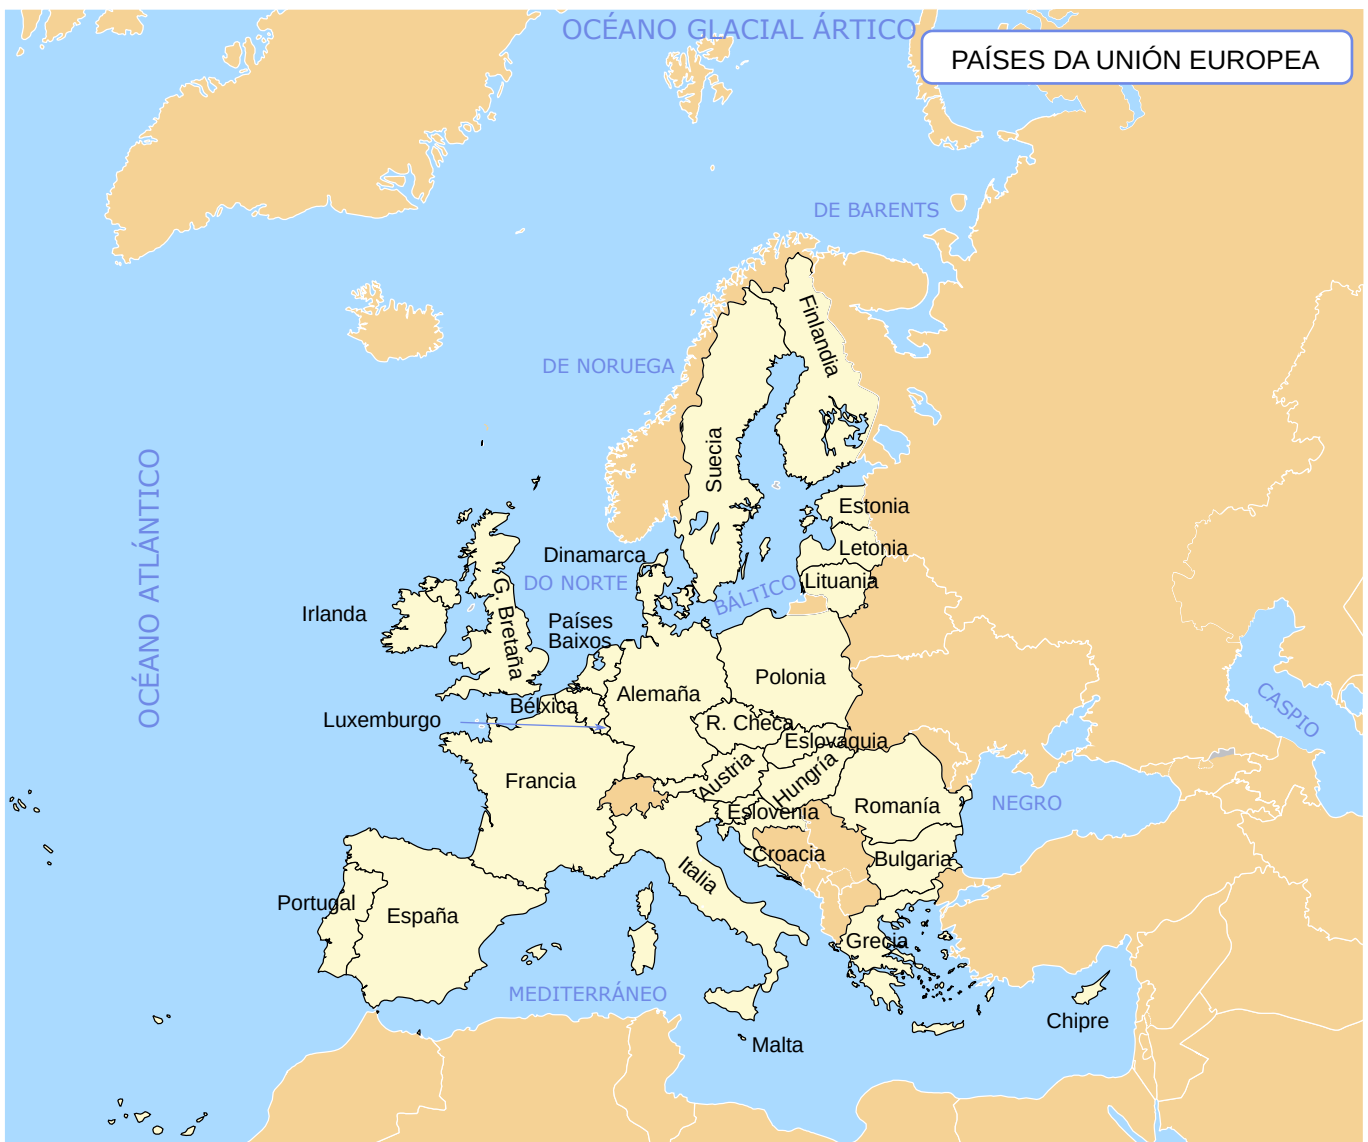 OCÉANO GLACIAL ÁRTICO
PAÍSES DA UNIÓN EUROPEA
DE BARENTS
Finlandia
DE NORUEGA
Suecia
OCÉANO ATLÁNTICO
Estonia
Letonia
Dinamarca
DO NORTE
Lituania
BÁLTICO
Irlanda
G. Bretaña
Países
Baixos
Polonia
Alemaña
Bélxica
Luxemburgo
R. Checa
CASPIO
Eslovaquia
Austria
Hungría
Francia
NEGRO
Romanía
Eslovenia
Croacia
Bulgaria
Italia
Portugal
España
Grecia
MEDITERRÁNEO
Chipre
Malta